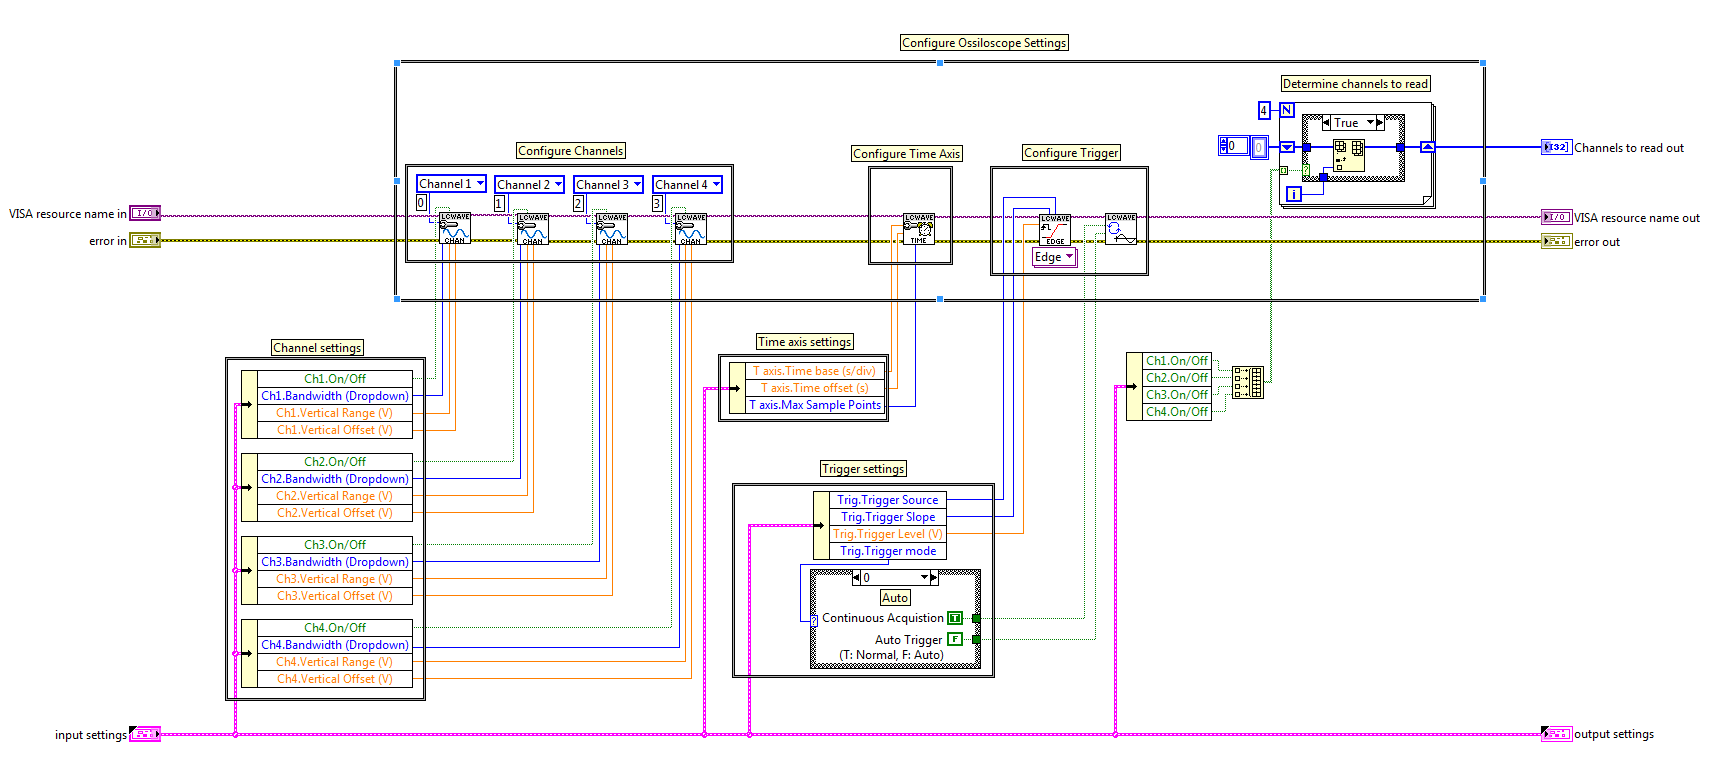 Configure Ossiloscope Settings
Determine channels to read
4
N
True
0
0
?
i
[I32]
Channels to read out
Configure Channels
Configure Time Axis
Configure Trigger
Channel 1
Channel 2
Channel 3
Channel 4
0
1
2
3
VISA resource name in
I/O
LCWAVE
CHAN
LCWAVE
CHAN
LCWAVE
CHAN
LCWAVE
CHAN
LCWAVE
TIME
LCWAVE
EDGE
LCWAVE
Edge
I/O
VISA resource name out
error in
error out
Channel settings
Ch1.On/Off
Ch1.Bandwidth (Dropdown)
Ch1.Vertical Range (V)
Ch1.Vertical Offset (V)
Ch2.On/Off
Ch2.Bandwidth (Dropdown)
Ch2.Vertical Range (V)
Ch2.Vertical Offset (V)
Ch3.On/Off
Ch3.Bandwidth (Dropdown)
Ch3.Vertical Range (V)
Ch3.Vertical Offset (V)
Ch4.On/Off
Ch4.Bandwidth (Dropdown)
Ch4.Vertical Range (V)
Ch4.Vertical Offset (V)
Time axis settings
T axis.Time base (s/div)
T axis.Time offset (s)
T axis.Max Sample Points
Ch1.On/Off
Ch2.On/Off
Ch3.On/Off
Ch4.On/Off
Trigger settings
Trig.Trigger Source
Trig.Trigger Slope
Trig.Trigger Level (V)
Trig.Trigger mode
0
Auto
?
Continuous Acquistion
T
Auto Trigger
F
(T: Normal, F: Auto)
input settings
output settings